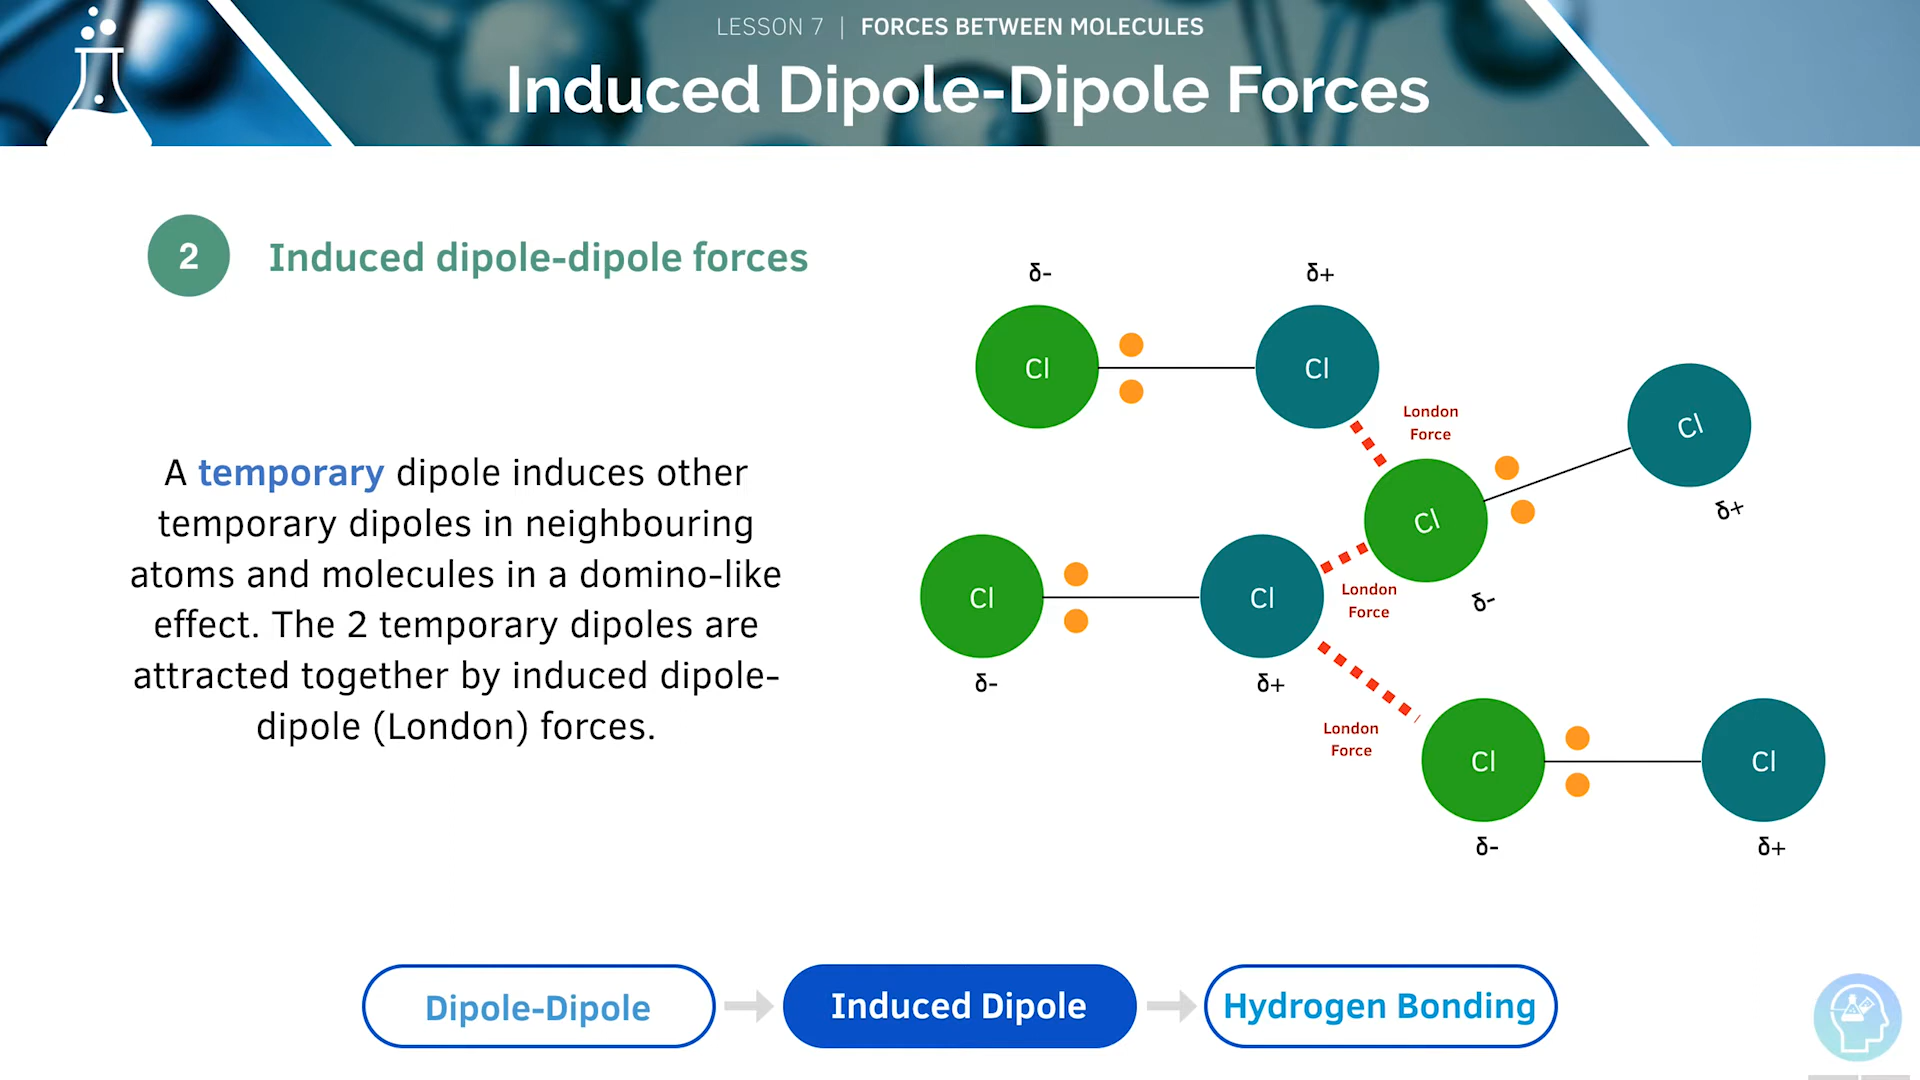 LESSON 7 | FORCES BETWEEN MOLECULES
Induced Dipole-Dipole Forces
2 Induced dipole-dipole forces
A temporary dipole induces other
temporary dipoles in neighbouring
atoms and molecules in a domino-like
effect. The 2 temporary dipoles are
attracted together by induced dipole-
dipole (London) forces.
δ- δ+
Cl Cl
London
Force
Cl
Cl
δ+
δ-
Cl Cl
London
Force
δ- δ+
London
Force
Cl Cl
δ- δ+
Dipole-Dipole Induced Dipole Hydrogen Bonding